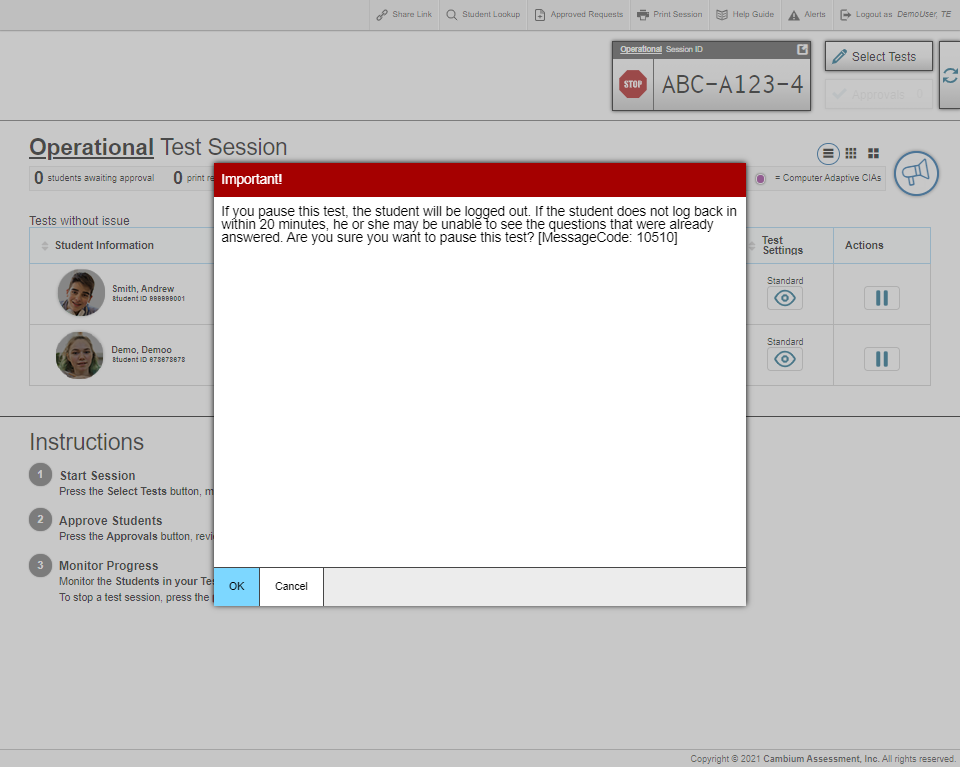 Share Link Student Lookup Approved Requests Print Session Help Guide Alerts Logout as DemoUser, TE
Operational Session ID
STOP ABC-A123-4
Select Tests
Approvals 0
Operational Test Session
0 students awaiting approval 0 print re
= Computer Adaptive CIAs
Important!
If you pause this test, the student will be logged out. If the student does not log back in
within 20 minutes, he or she may be unable to see the questions that were already
answered. Are you sure you want to pause this test? [MessageCode: 10510]
Tests without issue
Student Information Test Settings Actions
Smith, Andrew Standard
Student ID 999999001
Demo, Demoo Standard
Student ID 678678678
Instructions
1 Start Session
Press the Select Tests button, m
2 Approve Students
Press the Approvals button, revi
3 Monitor Progress
Monitor the Students in your Te
To stop a test session, press the
OK Cancel
Copyright © 2021 Cambium Assessment, Inc. All rights reserved.